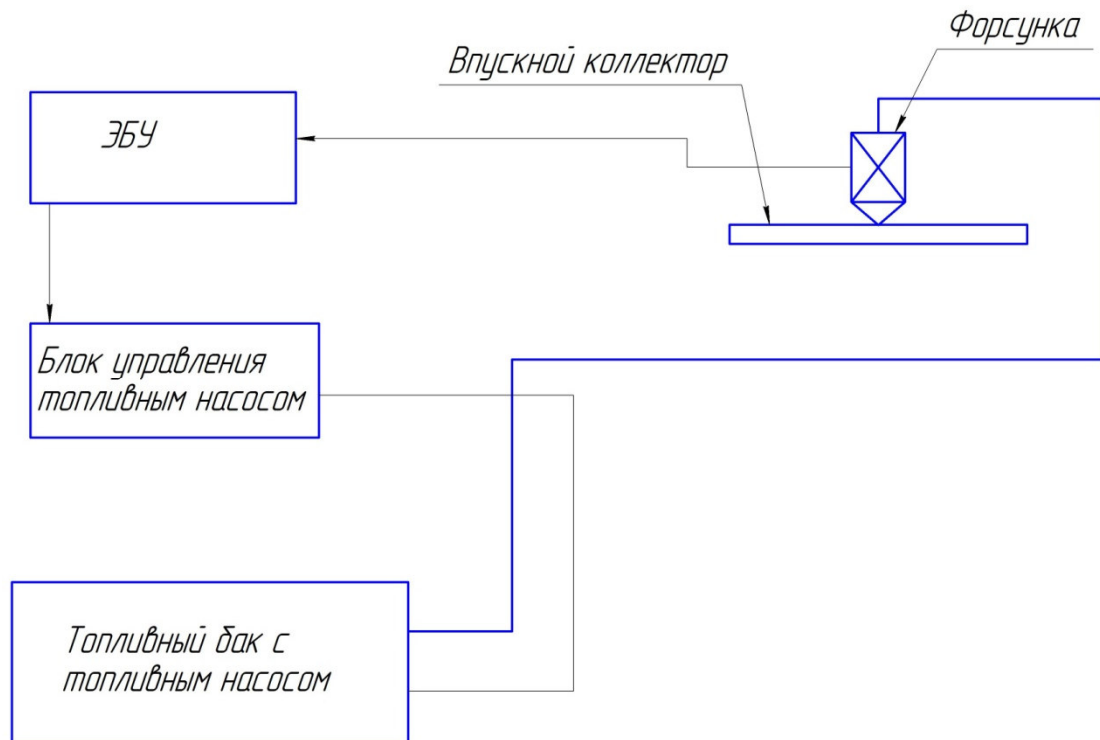 Форсунка
Впускной коллектор
ЭБУ
Блок управления
топливным насосом
Топливный бак с
топливным насосом